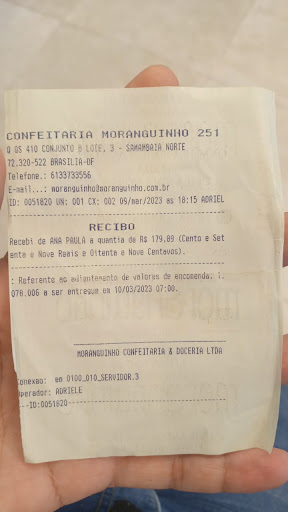 CONFEITARIA MORANGUINHO 251
Q QS 410 CONJUNTO B LOTE, 3 - SAMAMBAIA NORTE
72.320-522 BRASILIA-UF
Telefone.: 6133733556
E-mail...: moranguinho@moranguinho.com.br
ID: 0051820 UN: 001 CX: 002 09/mar/2023 as 18:15 ADRIEL
RECIBO
Recebi de ANA PAULA a quantia de R$ 179,89 (Cento e Set
enta e Nove Reais e Oitenta e Nove Centavos).
: Referente ao adiantamento de valores de encomenda: 1.
078.006 a ser entregue em 10/03/2023 07:00.
MORANGUINHO CONFEITARIA & DOCERIA LTDA
Conexao: em 0100_010_SERVIDOR.3
Operador: ADRIELE
---ID:0051820---